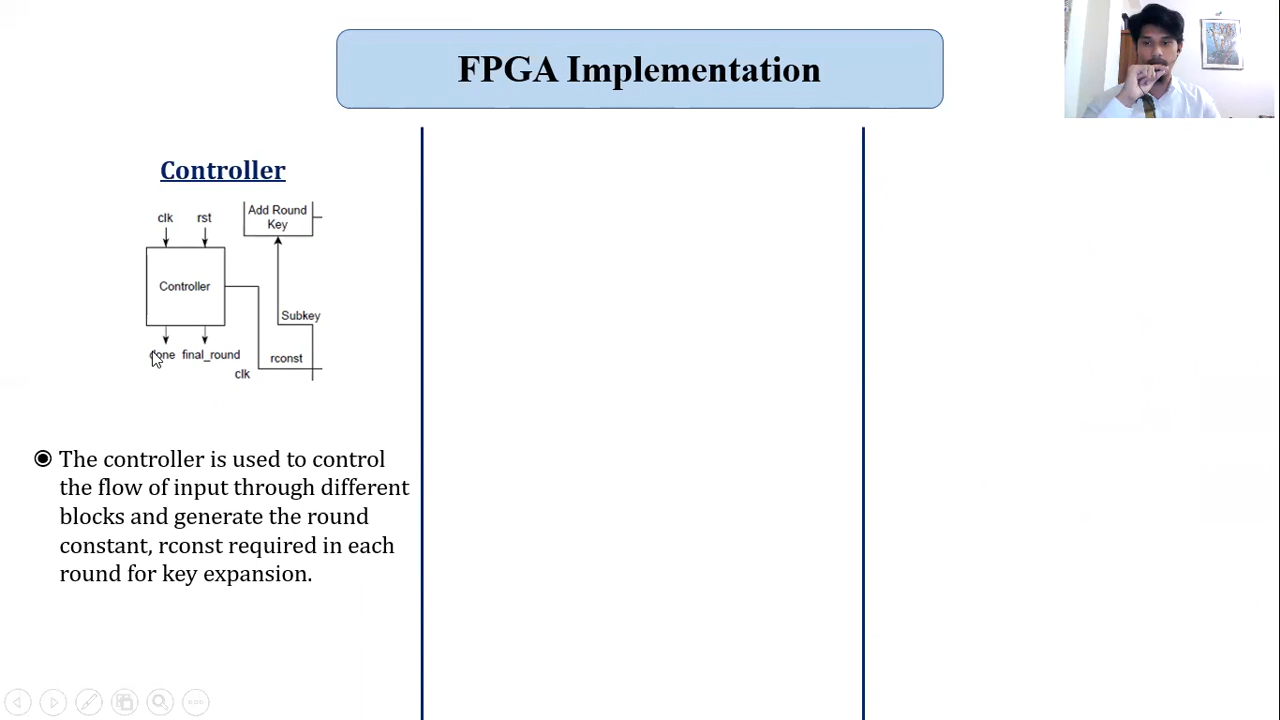 FPGA Implementation
Controller
clk rst
Add Round
Key
Controller
Subkey
done final_round
rconst
clk
The controller is used to control
the flow of input through different
blocks and generate the round
constant, rconst required in each
round for key expansion.